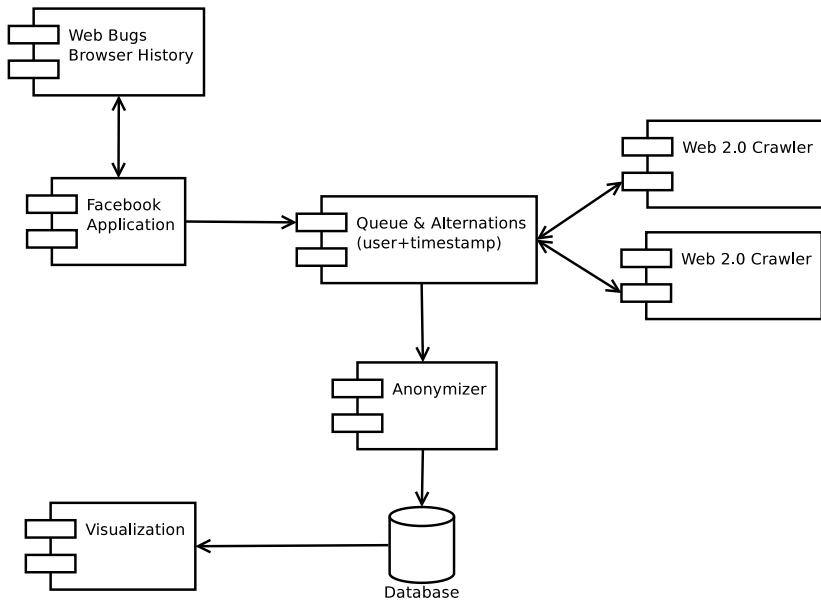 Web Bugs
Browser History
Web 2.0 Crawler
Facebook
Application
Queue & Alternations
(user+timestamp)
Web 2.0 Crawler
Anonymizer
Visualization
Database